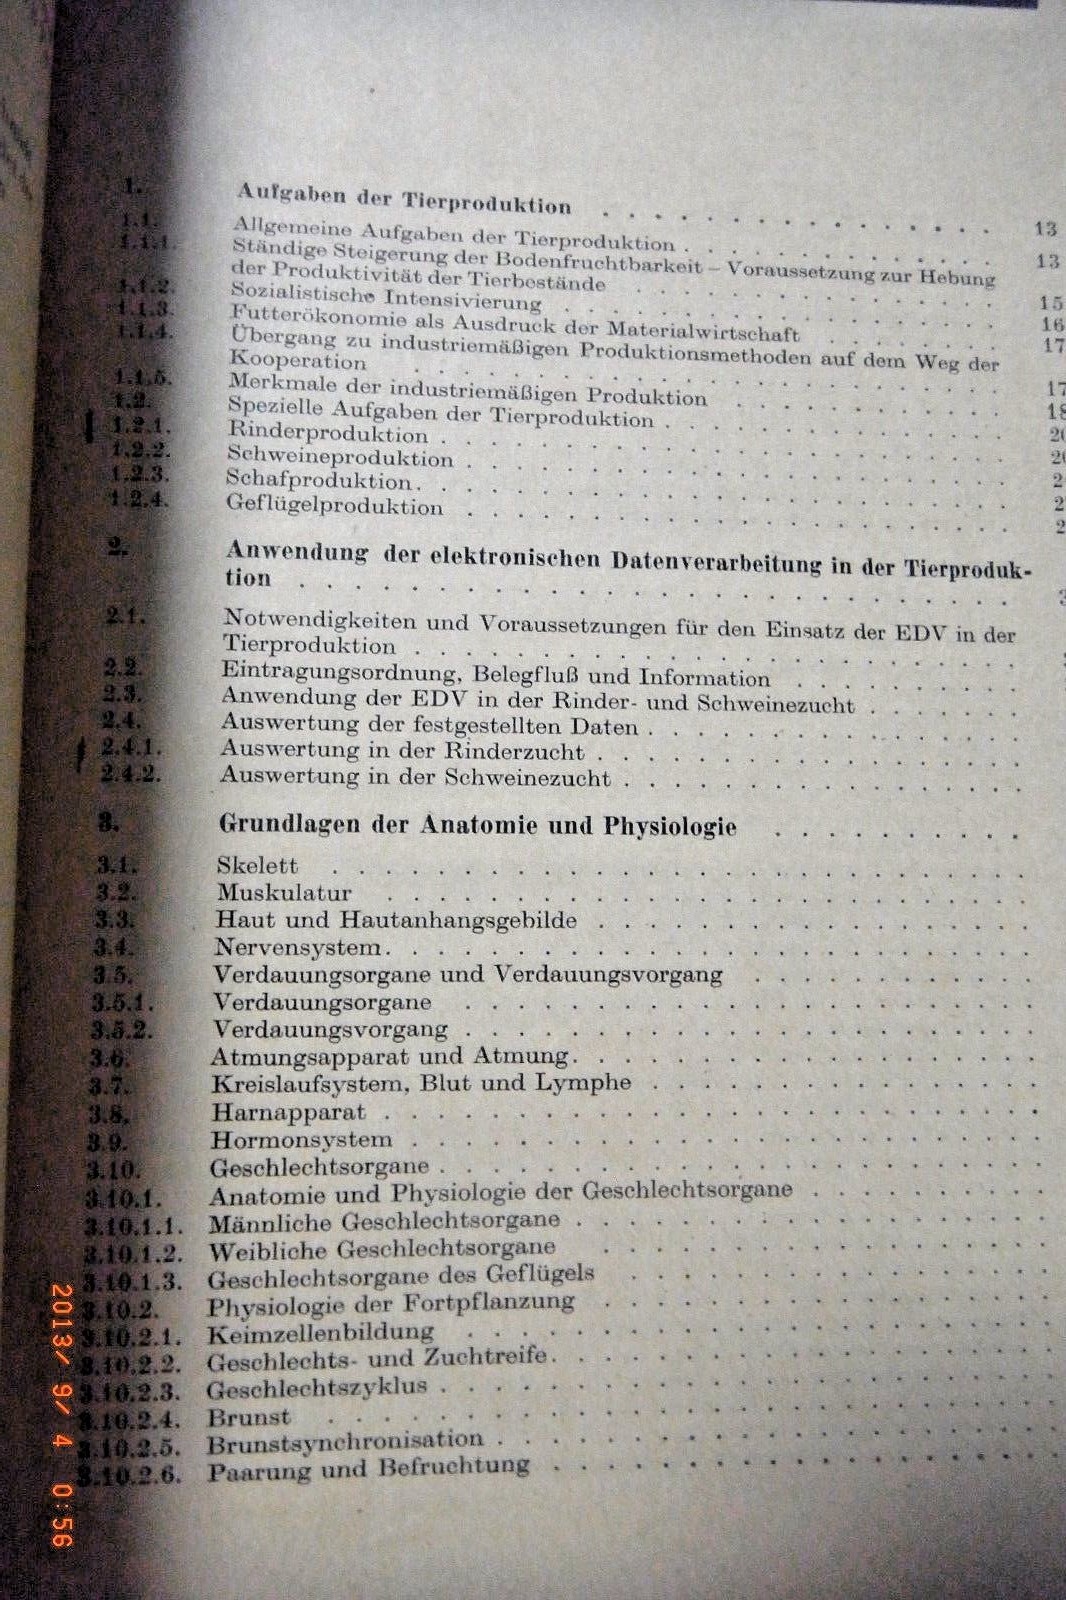 1. Aufgaben der Tierproduktion . . . . . . . . . . . . . . . 13
1.1. Allgemeine Aufgaben der Tierproduktion . . . . . . . . . . . . 13
1.1.1. Ständige Steigerung der Bodenfruchtbarkeit – Voraussetzung zur Hebung
der Produktivität der Tierbestände . . . . . . . . . . . . . 15
1.1.2. Sozialistische Intensivierung . . . . . . . . . . . . . . . 16
1.1.3. Futterökonomie als Ausdruck der Materialwirtschaft . . . . . . . 17
1.1.4. Übergang zu industriemäßigen Produktionsmethoden auf dem Weg der
Kooperation . . . . . . . . . . . . . . . . . . . . 17
1.1.5. Merkmale der industriemäßigen Produktion . . . . . . . . . .
1.2. Spezielle Aufgaben der Tierproduktion . . . . . . . . . . . .
1.2.1. Rinderproduktion . . . . . . . . . . . . . . . . . . .
1.2.2. Schweineproduktion . . . . . . . . . . . . . . . . . .
1.2.3. Schafproduktion . . . . . . . . . . . . . . . . . . . .
1.2.4. Geflügelproduktion . . . . . . . . . . . . . . . . . .
2. Anwendung der elektronischen Datenverarbeitung in der Tierproduk-
tion . . . . . . . . . . . . . . . . . . . . . . . . .
2.1. Notwendigkeiten und Voraussetzungen für den Einsatz der EDV in der
Tierproduktion . . . . . . . . . . . . . . . . . . . .
2.2. Eintragungsordnung, Belegfluß und Information . . . . . . . .
2.3. Anwendung der EDV in der Rinder- und Schweinezucht . . . . . .
2.4. Auswertung der festgestellten Daten . . . . . . . . . . . . .
2.4.1. Auswertung in der Rinderzucht . . . . . . . . . . . . . . .
2.4.2. Auswertung in der Schweinezucht . . . . . . . . . . . . . .
3. Grundlagen der Anatomie und Physiologie . . . . . . . . . .
3.1. Skelett . . . . . . . . . . . . . . . . . . . . . . .
3.2. Muskulatur . . . . . . . . . . . . . . . . . . . . .
3.3. Haut und Hautanhangsgebilde . . . . . . . . . . . . . . .
3.4. Nervensystem . . . . . . . . . . . . . . . . . . . . .
3.5. Verdauungsorgane und Verdauungsvorgang . . . . . . . . . .
3.5.1. Verdauungsorgane . . . . . . . . . . . . . . . . . . .
3.5.2. Verdauungsvorgang . . . . . . . . . . . . . . . . . . .
3.6. Atmungsapparat und Atmung . . . . . . . . . . . . . . . .
3.7. Kreislaufsystem, Blut und Lymphe . . . . . . . . . . . . .
3.8. Harnapparat . . . . . . . . . . . . . . . . . . . . .
3.9. Hormonsystem . . . . . . . . . . . . . . . . . . . . .
3.10. Geschlechtsorgane . . . . . . . . . . . . . . . . . . .
3.10.1. Anatomie und Physiologie der Geschlechtsorgane . . . . . . . .
3.10.1.1. Männliche Geschlechtsorgane . . . . . . . . . . . . . . .
3.10.1.2. Weibliche Geschlechtsorgane . . . . . . . . . . . . . . .
3.10.1.3. Geschlechtsorgane des Geflügels . . . . . . . . . . . . . .
3.10.2. Physiologie der Fortpflanzung . . . . . . . . . . . . . . .
3.10.2.1. Keimzellenbildung . . . . . . . . . . . . . . . . . . .
3.10.2.2. Geschlechts- und Zuchtreife . . . . . . . . . . . . . . . .
3.10.2.3. Geschlechtszyklus . . . . . . . . . . . . . . . . . . .
3.10.2.4. Brunst . . . . . . . . . . . . . . . . . . . . . . .
3.10.2.5. Brunstsynchronisation . . . . . . . . . . . . . . . . . .
3.10.2.6. Paarung und Befruchtung . . . . . . . . . . . . . . . . .
2013/ 9/ 4 0:56